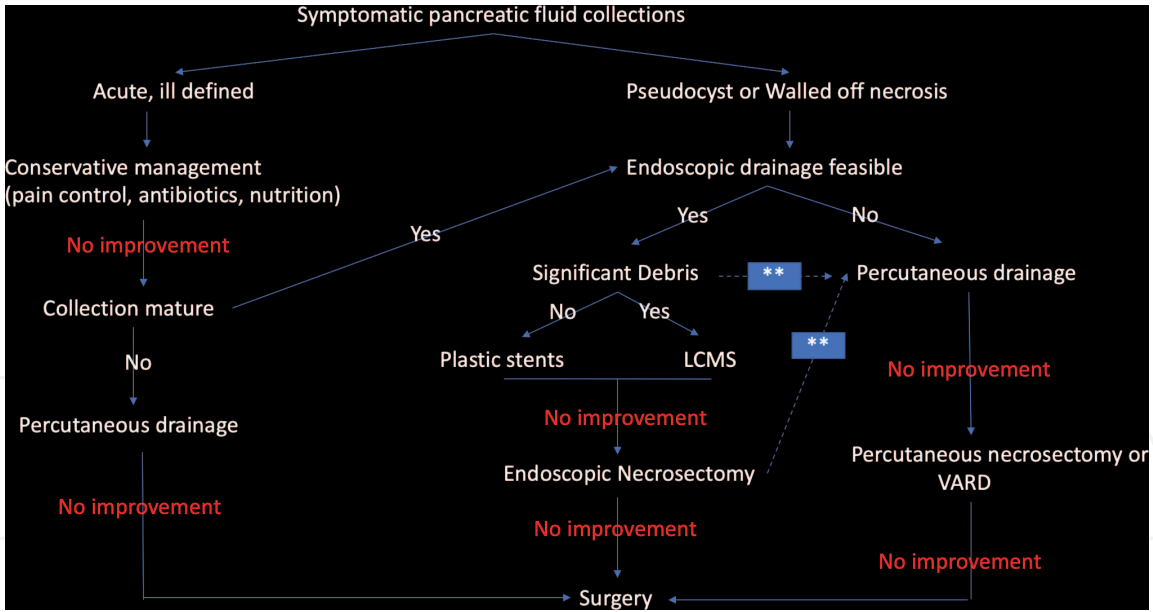 Symptomatic pancreatic fluid collections
Acute, ill defined
Pseudocyst or Walled off necrosis
Conservative management
(pain control, antibiotics, nutrition)
Endoscopic drainage feasible
Yes
No
No improvement
Yes
Significant Debris
**
Percutaneous drainage
Collection mature
No
Yes
**
No
Plastic stents
LCMS
No improvement
Percutaneous drainage
No improvement
Endoscopic Necrosectomy
Percutaneous necrosectomy or
VARD
No improvement
No improvement
No improvement
Surgery